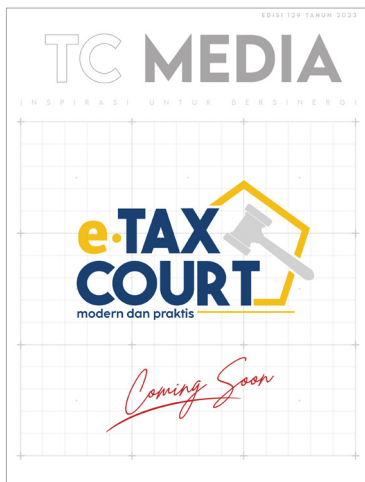 EDISI 129 TAHUN 2023
TC MEDIA
INSPIRASI UNTUK BERSINERGI
e-TAX
COURT
modern dan praktis
Coming Soon